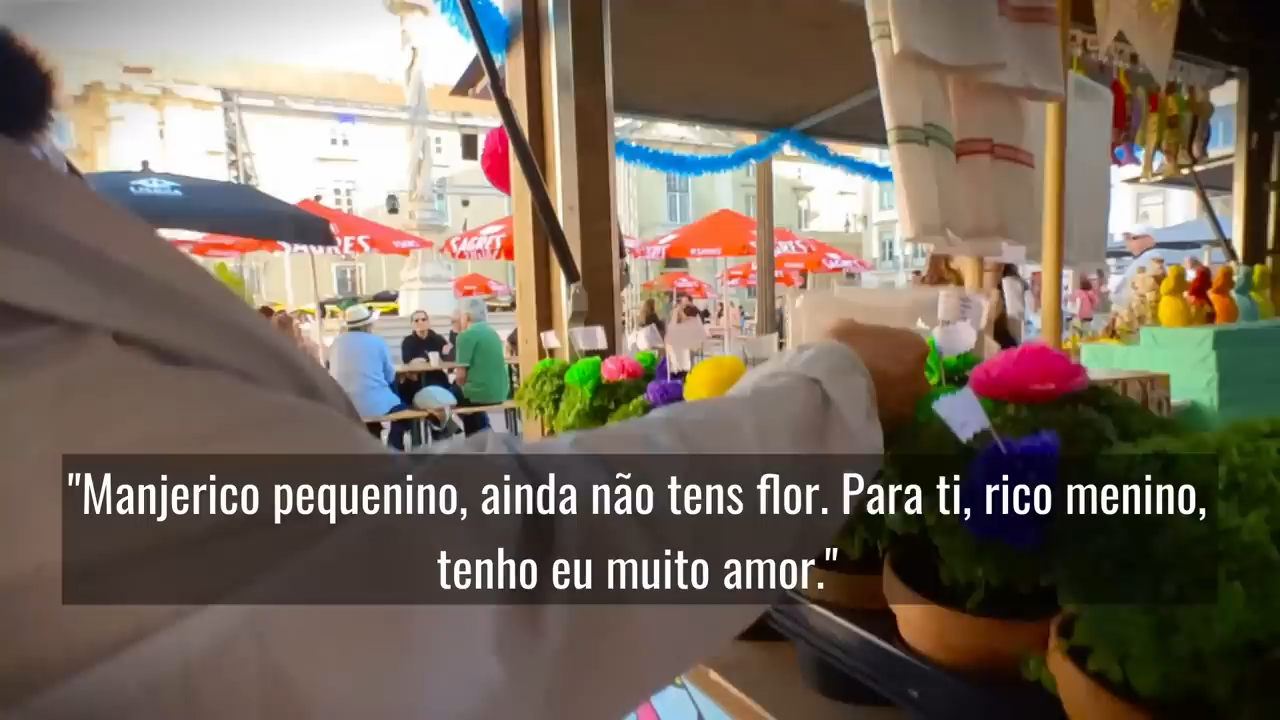 SAGRES
SAGRES
SAGRES
"Manjerico pequenino, ainda não tens flor. Para ti, rico menino,
tenho eu muito amor."